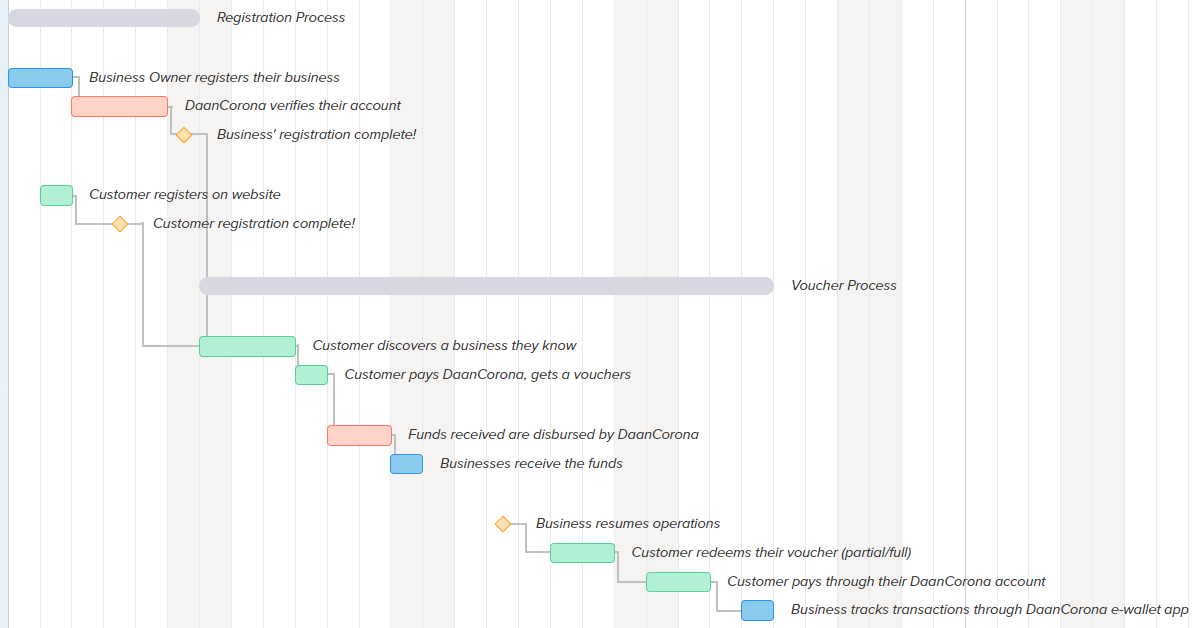 Registration Process
Business Owner registers their business
DaanCorona verifies their account
Business' registration complete!
Customer registers on website
Customer registration complete!
Voucher Process
Customer discovers a business they know
Customer pays DaanCorona, gets a vouchers
Funds received are disbursed by DaanCorona
Businesses receive the funds
Business resumes operations
Customer redeems their voucher (partial/full)
Customer pays through their DaanCorona account
Business tracks transactions through DaanCorona e-wallet app